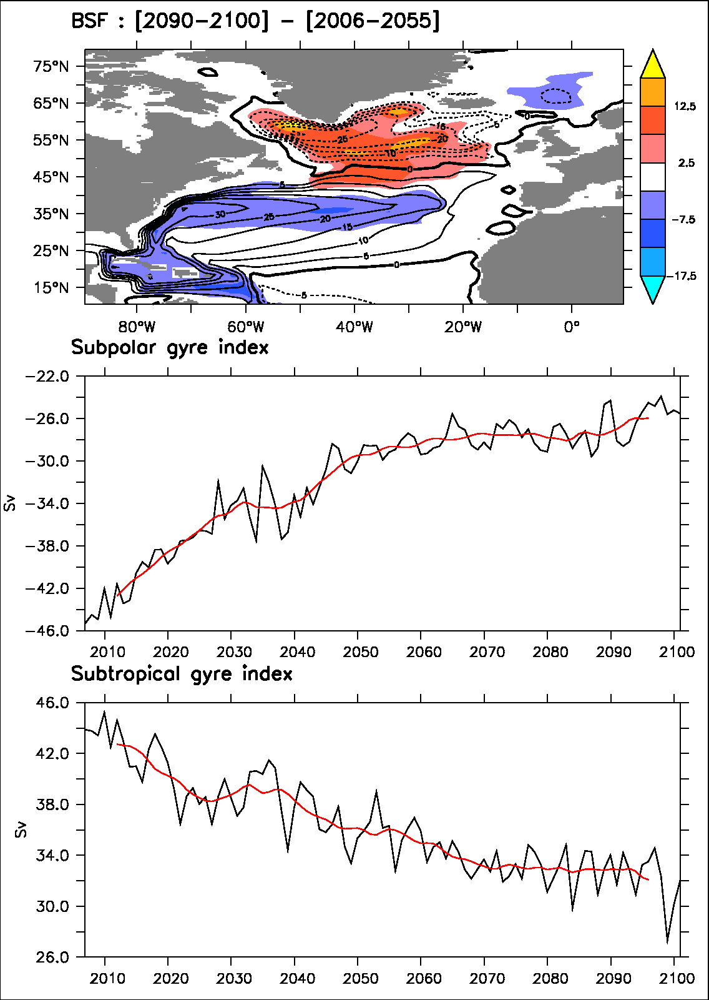 BSF : [2090−2100] − [2006−2055]
75°N
65°N
55°N
45°N
35°N
25°N
15°N
80°W 60°W 40°W 20°W 0°
12.5
2.5
−7.5
−17.5
0
15
5
25
20
10
0
5
30
25
20
15
10
5
0
5
Subpolar gyre index
−22.0
−26.0
−30.0
−34.0
−38.0
−42.0
−46.0
Sv
2010 2020 2030 2040 2050 2060 2070 2080 2090 2100
Subtropical gyre index
46.0
42.0
38.0
34.0
30.0
26.0
Sv
2010 2020 2030 2040 2050 2060 2070 2080 2090 2100